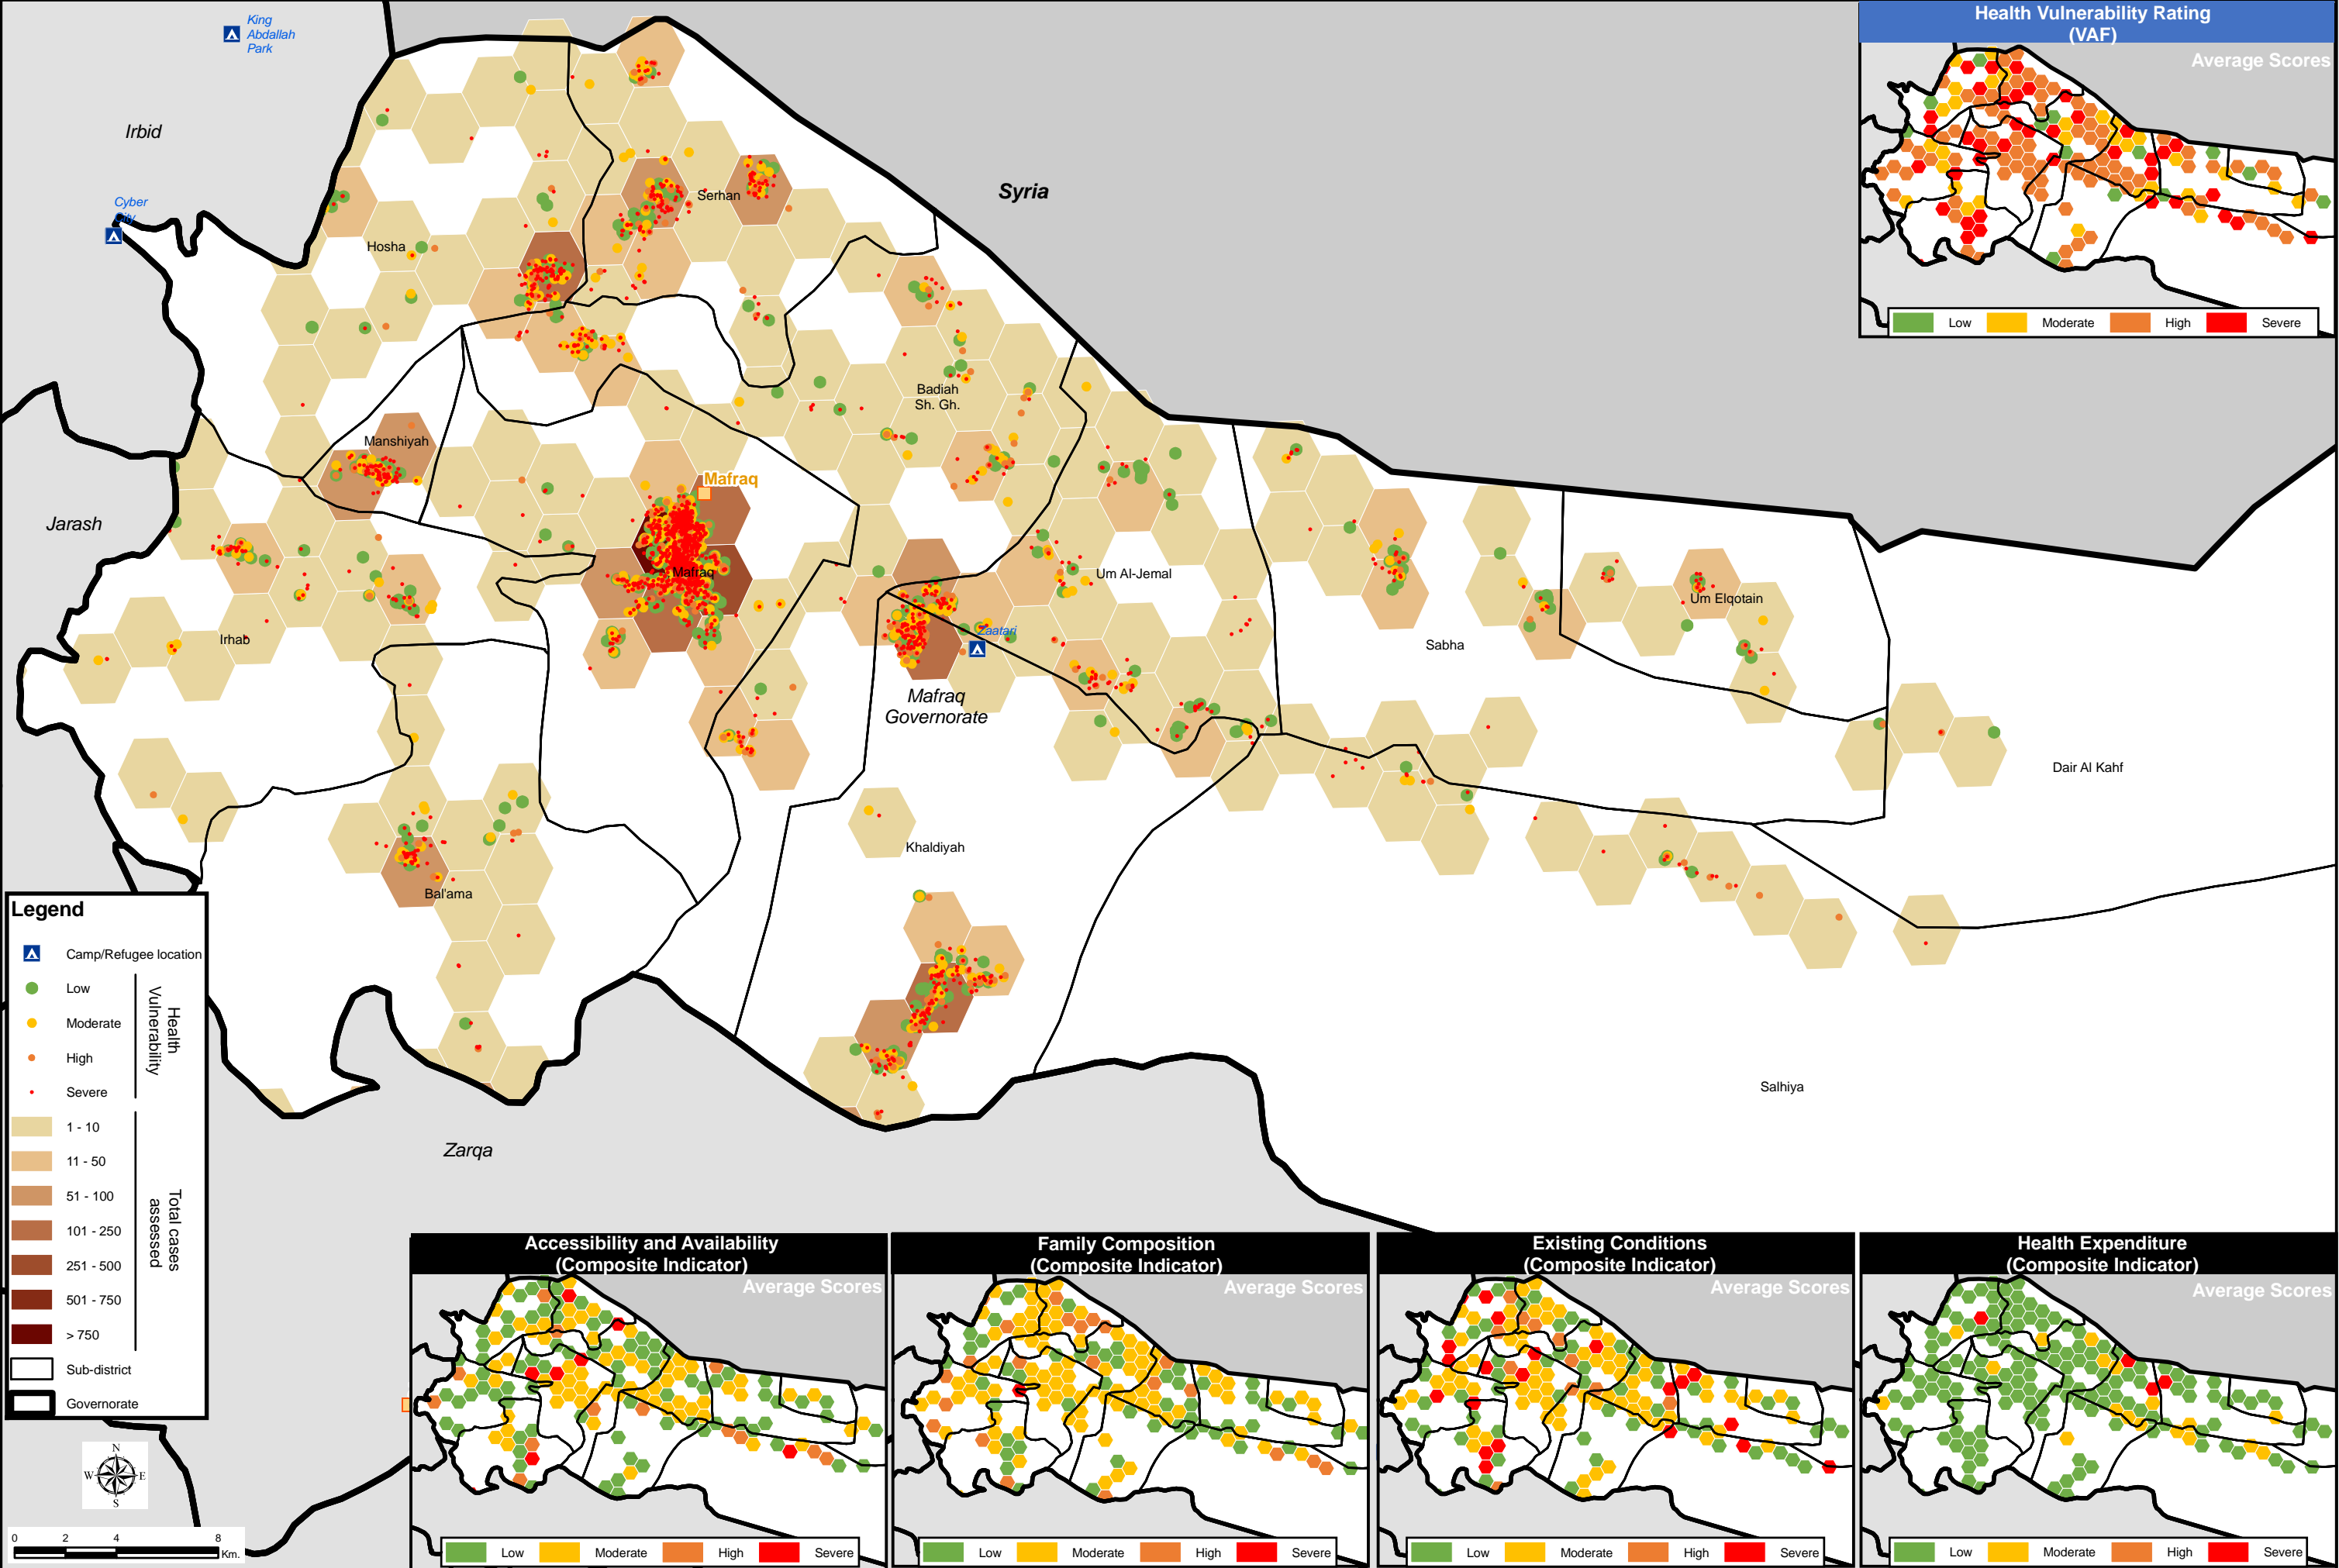 King
Abdallah
Park
Irbid
Cyber
City
Syria
Serhan
Hosha
Badiah
Sh. Gh.
Manshiyah
Mafraq
Jarash
Mafraq
Um Al-Jemal
Um Elqotain
Irhab
Zaatari
Sabha
Mafraq
Governorate
Dair Al Kahf
Khaldiyah
Bal'ama
Salhiya
Zarqa
Health Vulnerability Rating
(VAF)
Average Scores
Low Moderate High Severe
Legend
Camp/Refugee location
Low
Moderate
High
Severe
Health
Vulnerability
1 - 10
11 - 50
51 - 100
101 - 250
251 - 500
501 - 750
> 750
Total cases
assessed
Sub-district
Governorate
N
W E
S
0 2 4 8
Km.
Accessibility and Availability
(Composite Indicator)
Average Scores
Low Moderate High Severe
Family Composition
(Composite Indicator)
Average Scores
Low Moderate High Severe
Existing Conditions
(Composite Indicator)
Average Scores
Low Moderate High Severe
Health Expenditure
(Composite Indicator)
Average Scores
Low Moderate High Severe